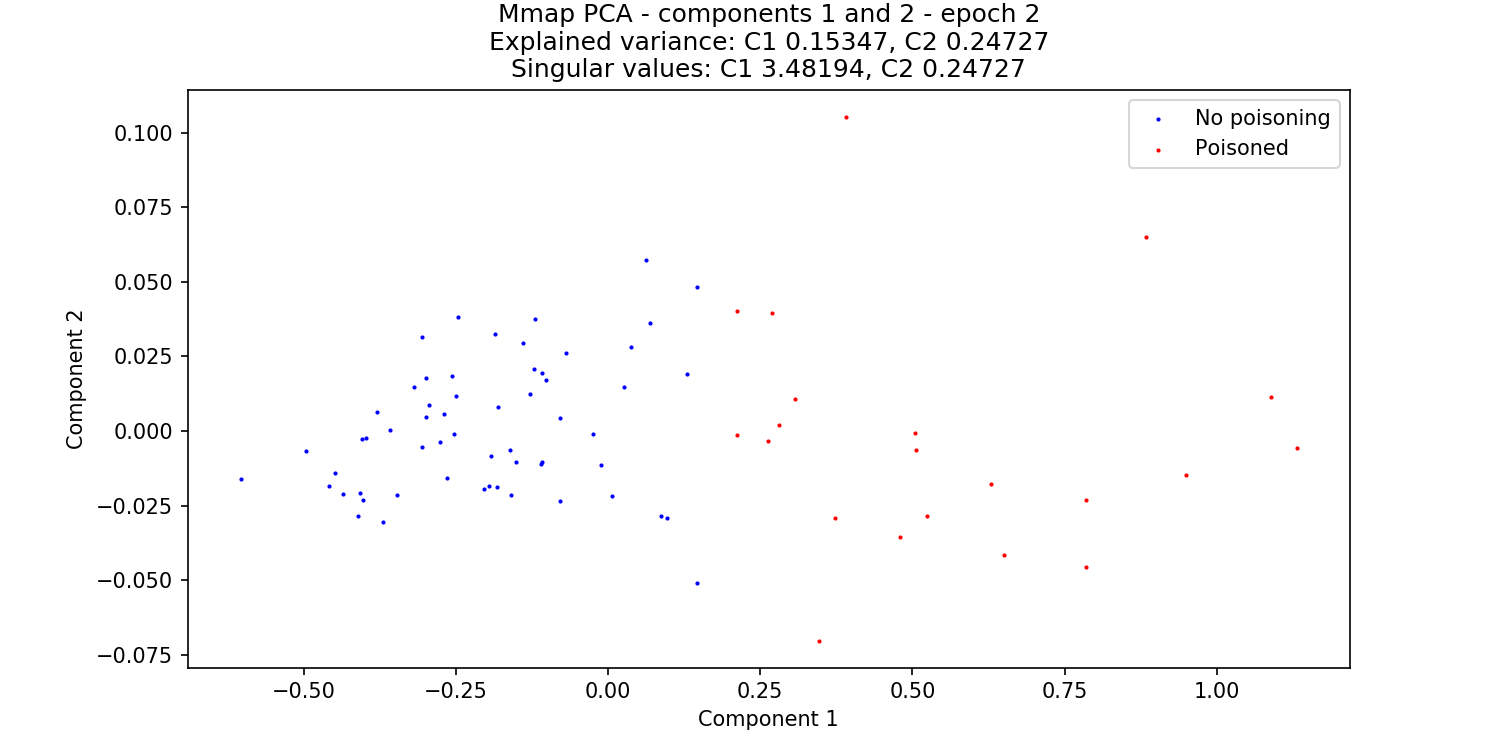 Mmap PCA - components 1 and 2 - epoch 2
Explained variance: C1 0.15347, C2 0.24727
Singular values: C1 3.48194, C2 0.24727
No poisoning
Poisoned
0.100
0.075
0.050
0.025
0.000
−0.025
−0.050
−0.075
Component 2
−0.50
−0.25
0.00
0.25
0.50
0.75
1.00
Component 1